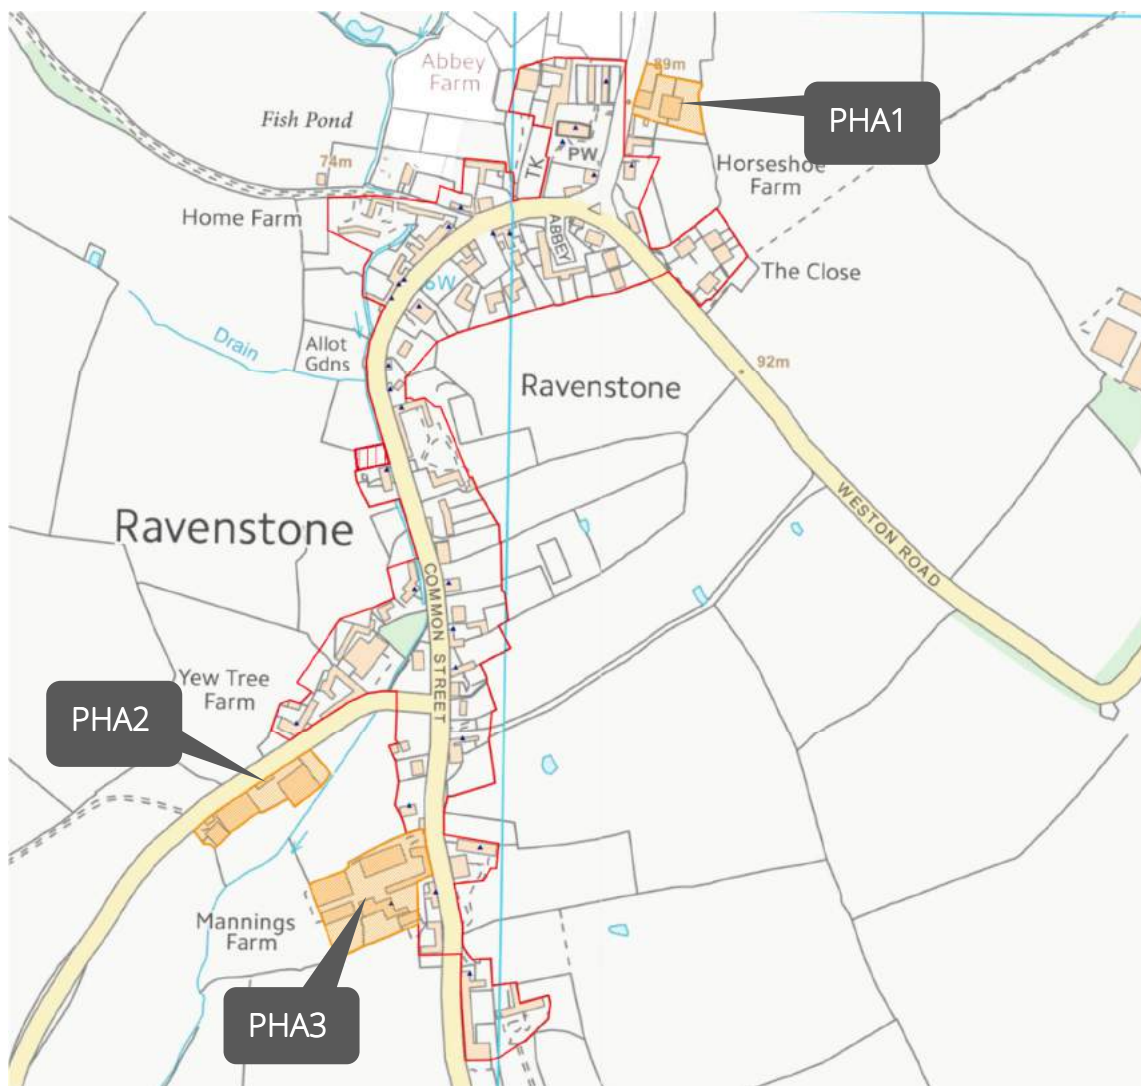 Abbey
Farm
89m
PHA1
Fish Pond
PW
TK
74m
Horseshoe
Farm
Home Farm
ABBEY
The Close
Drain
Allot
Gdns
92m
Ravenstone
Ravenstone
WESTON ROAD
COMMON STREET
Yew Tree
Farm
PHA2
Mannings
Farm
PHA3